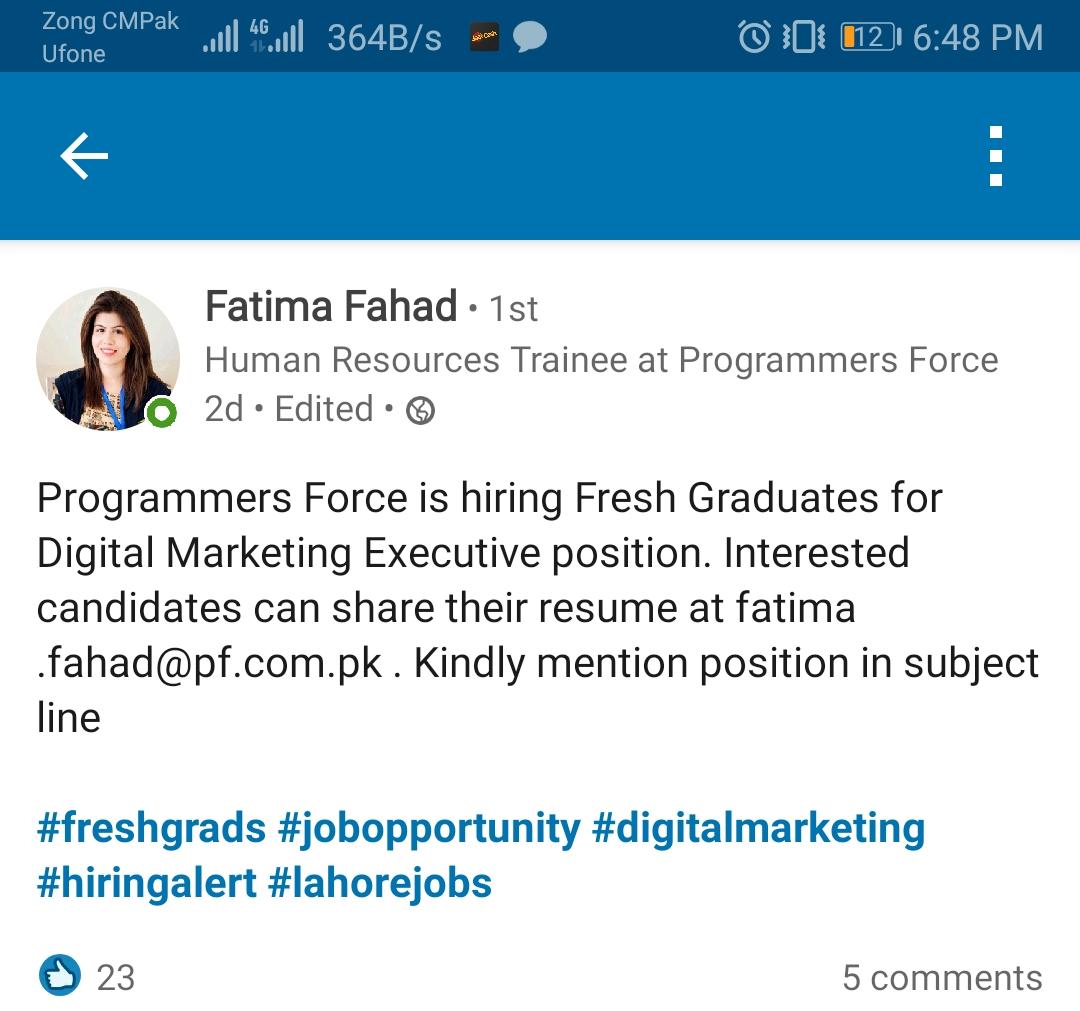 Zong CMPak
Ufone
4G
364B/s
12
6:48 PM
Fatima Fahad • 1st
Human Resources Trainee at Programmers Force
2d • Edited •
Programmers Force is hiring Fresh Graduates for
Digital Marketing Executive position. Interested
candidates can share their resume at fatima
.fahad@pf.com.pk . Kindly mention position in subject
line
#freshgrads #jobopportunity #digitalmarketing
#hiringalert #lahorejobs
23
5 comments